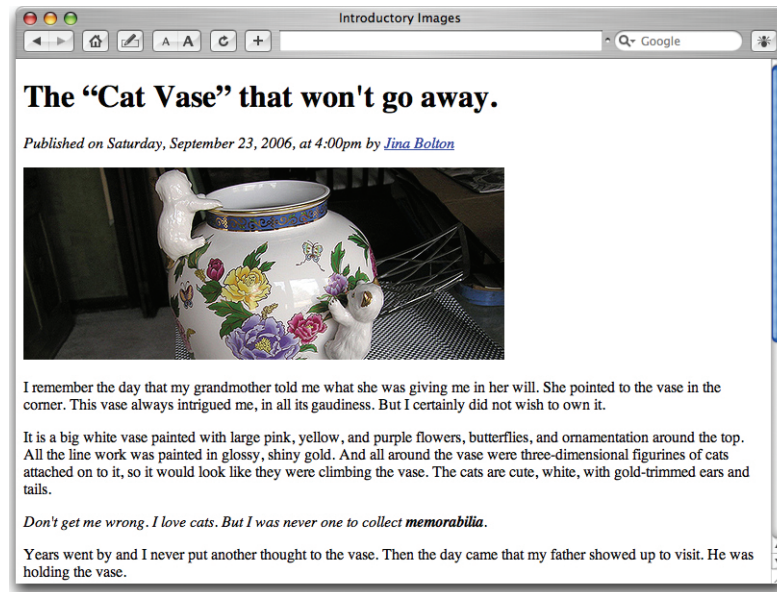 Introductory Images
A A
Google
The “Cat Vase” that won't go away.
Published on Saturday, September 23, 2006, at 4:00pm by Jina Bolton
I remember the day that my grandmother told me what she was giving me in her will. She pointed to the vase in the
corner. This vase always intrigued me, in all its gaudiness. But I certainly did not wish to own it.
It is a big white vase painted with large pink, yellow, and purple flowers, butterflies, and ornamentation around the top.
All the line work was painted in glossy, shiny gold. And all around the vase were three-dimensional figurines of cats
attached on to it, so it would look like they were climbing the vase. The cats are cute, white, with gold-trimmed ears and
tails.
Don't get me wrong. I love cats. But I was never one to collect memorabilia.
Years went by and I never put another thought to the vase. Then the day came that my father showed up to visit. He was
holding the vase.